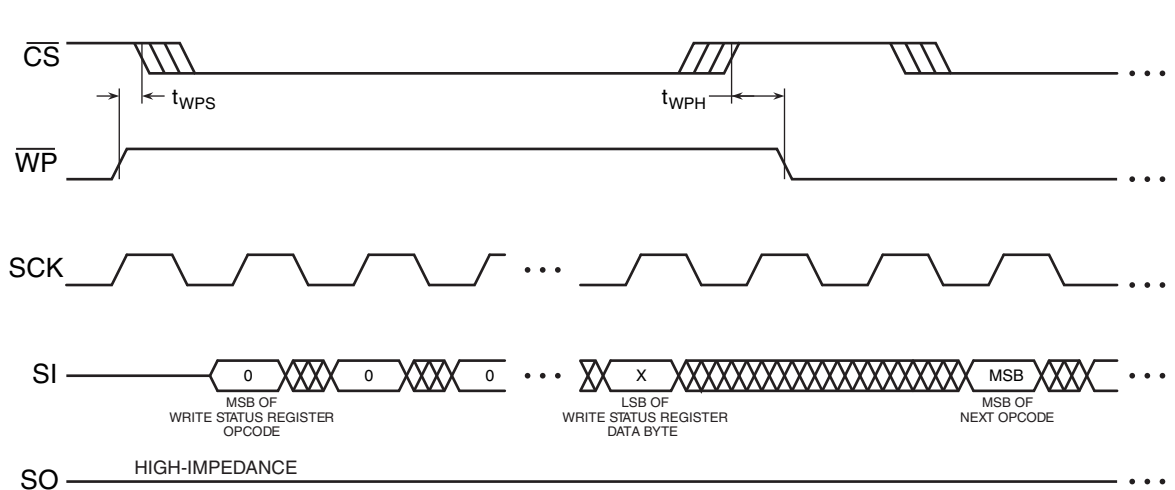 CS
tWPS
tWPH
WP
SCK
SI
0
0
0
X
MSB
MSB OF
WRITE STATUS REGISTER
OPCODE
LSB OF
WRITE STATUS REGISTER
DATA BYTE
MSB OF
NEXT OPCODE
HIGH-IMPEDANCE
SO